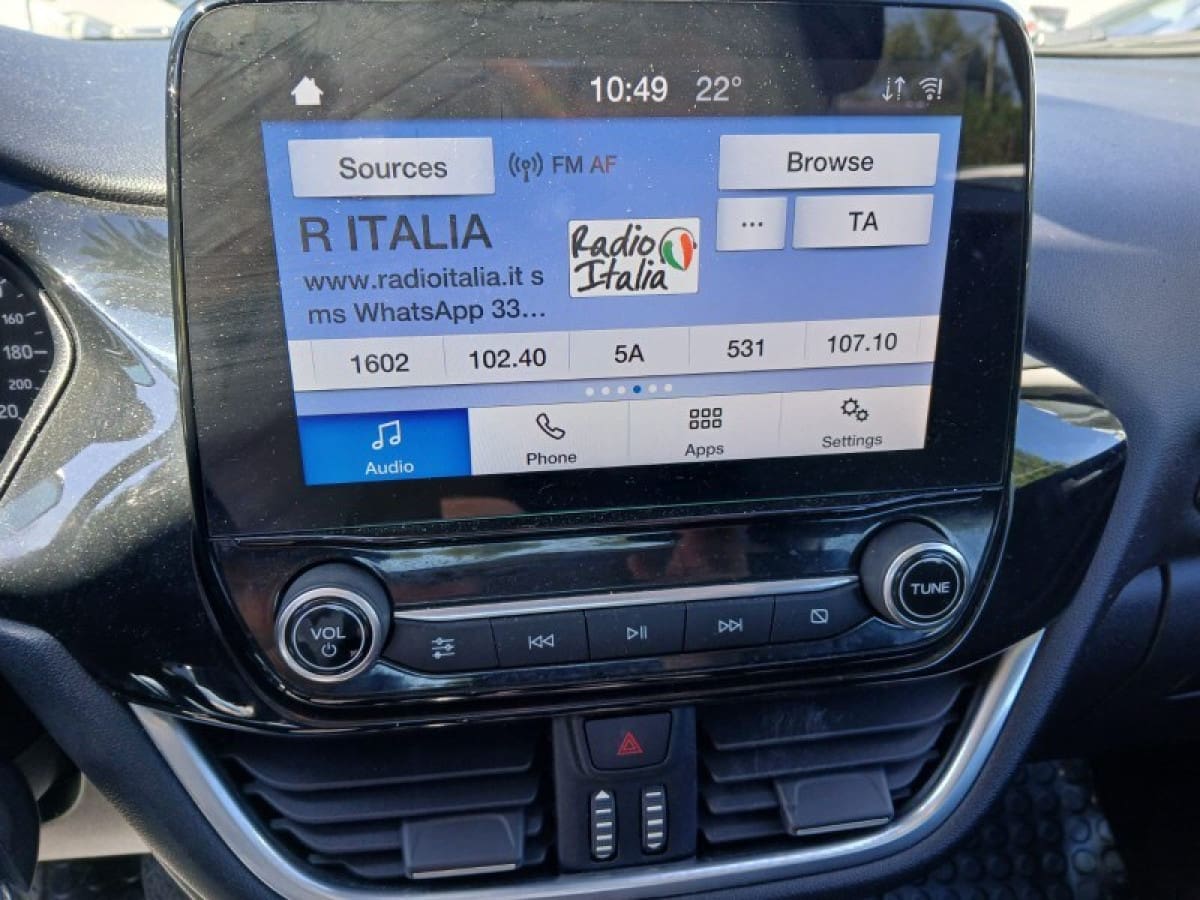 10:49 22°
Sources FM AF Browse
... TA
R ITALIA
Radio
Italia
www.radioitalia.it s
ms WhatsApp 33...
1602 102.40 5A 531 107.10
Audio Phone Apps Settings
160
180
200
20
VOL
TUNE